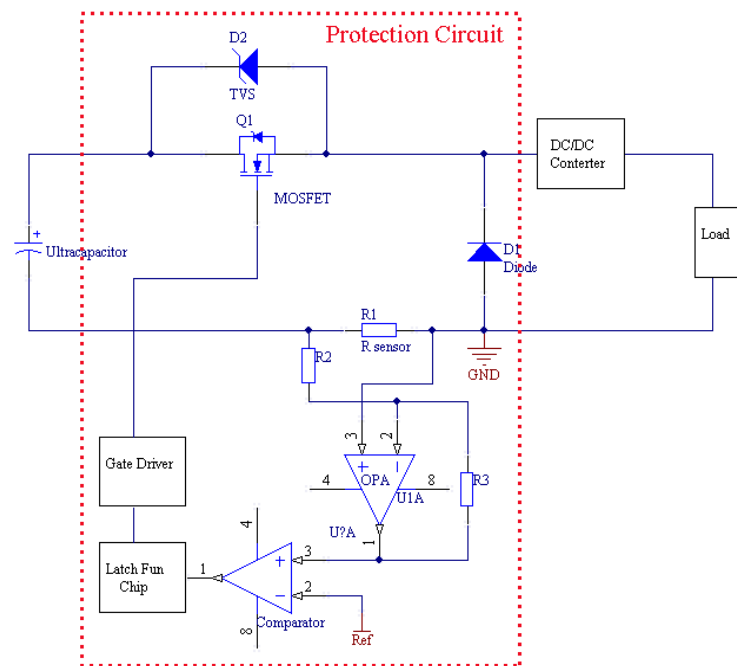 Protection Circuit
D2
TVS
Q1
MOSFET
DC/DC
Conterter
+
Ultracapacitor
D1
Diode
Load
R1
R sensor
R2
GND
3
2
+
−
OPA
4
8
U1A
R3
U?A
1
Gate Driver
4
Latch Fun
Chip
1
+
3
−
2
Comparator
8
Ref